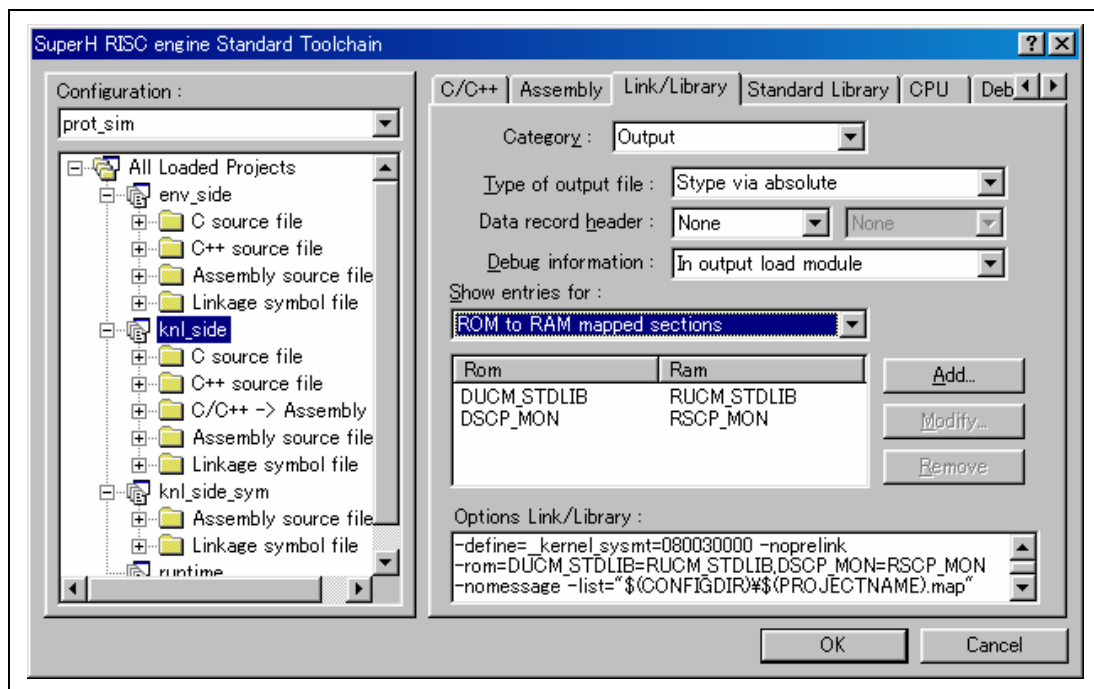 SuperH RISC engine Standard Toolchain
Configuration :
prot_sim
All Loaded Projects
env_side
C source file
C++ source file
Assembly source file
Linkage symbol file
knl_side
C source file
C++ source file
C/C++ -> Assembly
Assembly source file
Linkage symbol file
knl_side_sym
Assembly source file
Linkage symbol file
runtime
C/C++ Assembly Link/Library Standard Library CPU Deb
Category : Output
Type of output file : Stype via absolute
Data record header : None None
Debug information : In output load module
Show entries for :
ROM to RAM mapped sections
Rom Ram
DUCM_STDLIB RUCM_STDLIB
DSCP_MON RSCP_MON
Add...
Modify...
Remove
Options Link/Library :
-define=__kernel_sysmt=080030000 -noprelink
-rom=DUCM_STDLIB=RUCM_STDLIB,DSCP_MON=RSCP_MON
-nomessage -list="$(CONFIGDIR)¥$(PROJECTNAME).map"
OK Cancel